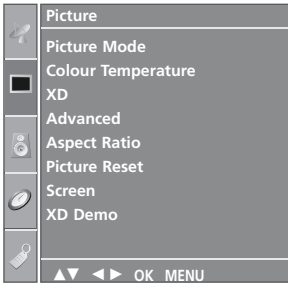 Picture
Picture Mode
Colour Temperature
XD
Advanced
Aspect Ratio
Picture Reset
Screen
XD Demo
▲▼ ◀▶ OK MENU